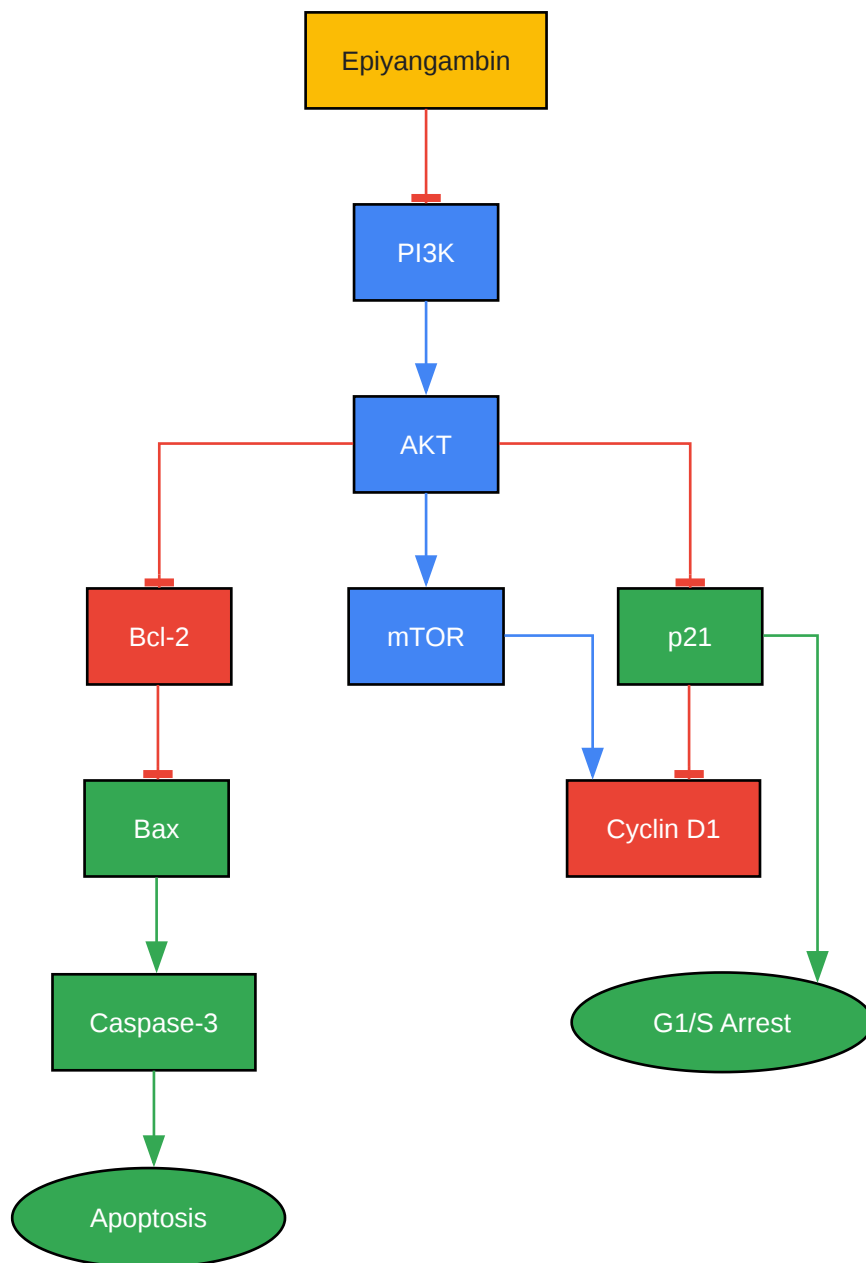 Epiyangambin
PI3K
AKT
Bcl-2
mTOR
p21
Bax
Cyclin D1
Caspase-3
G1/S Arrest
Apoptosis